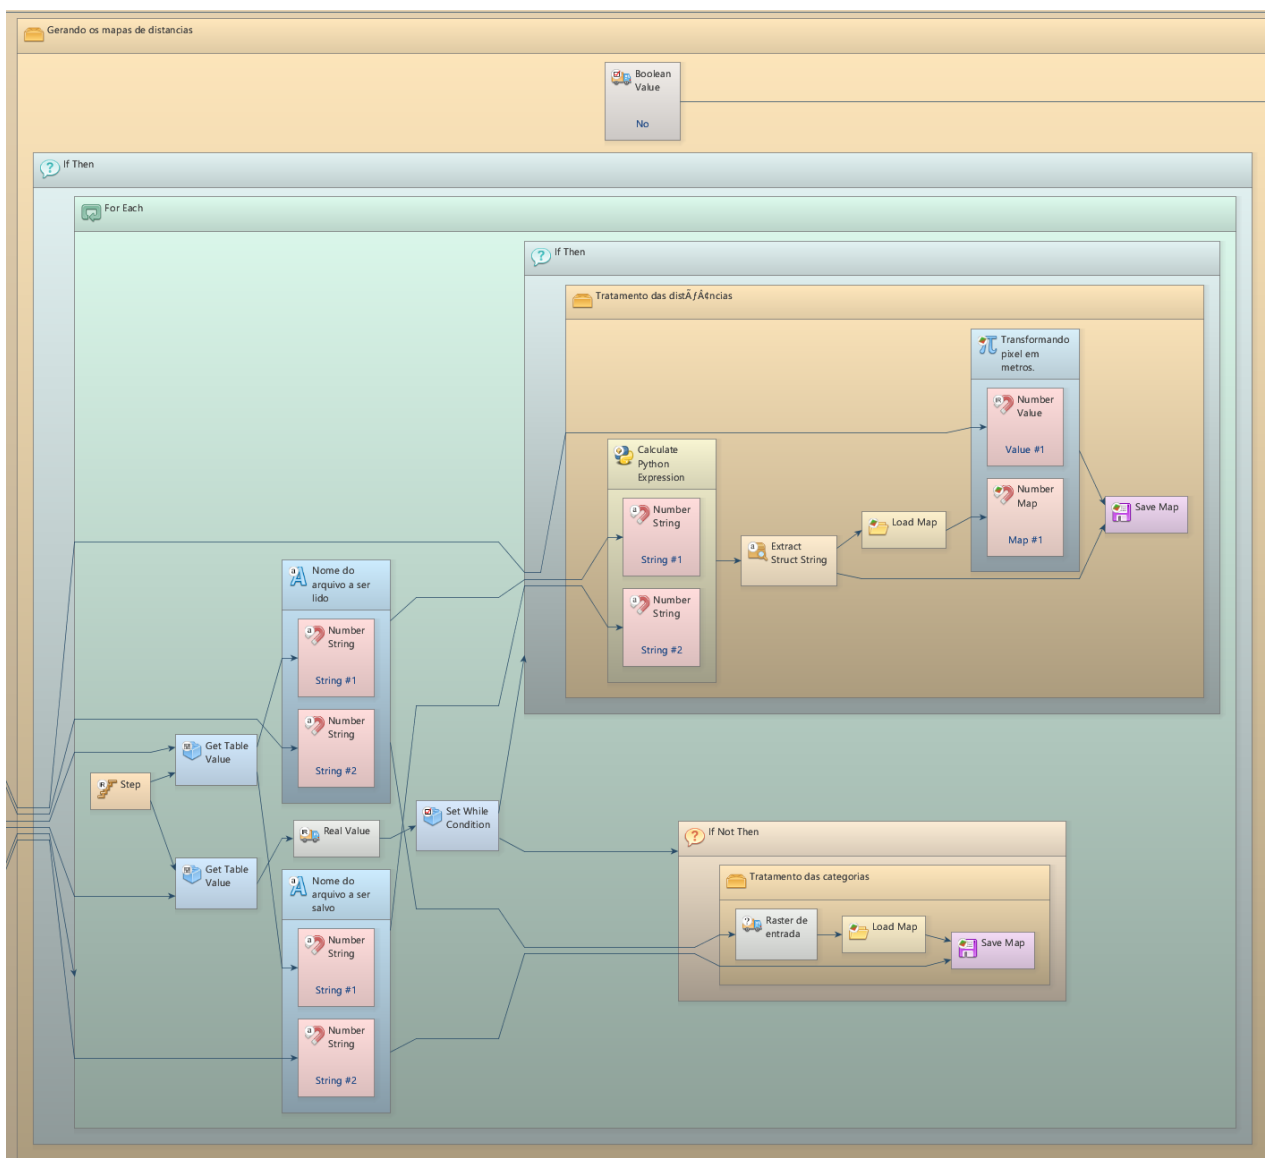 Gerando os mapas de distancias
Boolean
Value
No
If Then
For Each
If Then
Tratamento das distÃƒÂ¢ncias
Transformando
pixel em
metros.
Number
Value
Value #1
Number
Map
Map #1
Calculate
Python
Expression
Number
String
String #1
Number
String
String #2
Extract
Struct String
Load Map
Save Map
Nome do
arquivo a ser
lido
Number
String
String #1
Number
String
String #2
Get Table
Value
Step
Get Table
Value
Real Value
Set While
Condition
Nome do
arquivo a ser
salvo
Number
String
String #1
Number
String
String #2
If Not Then
Tratamento das categorias
Raster de
entrada
Load Map
Save Map